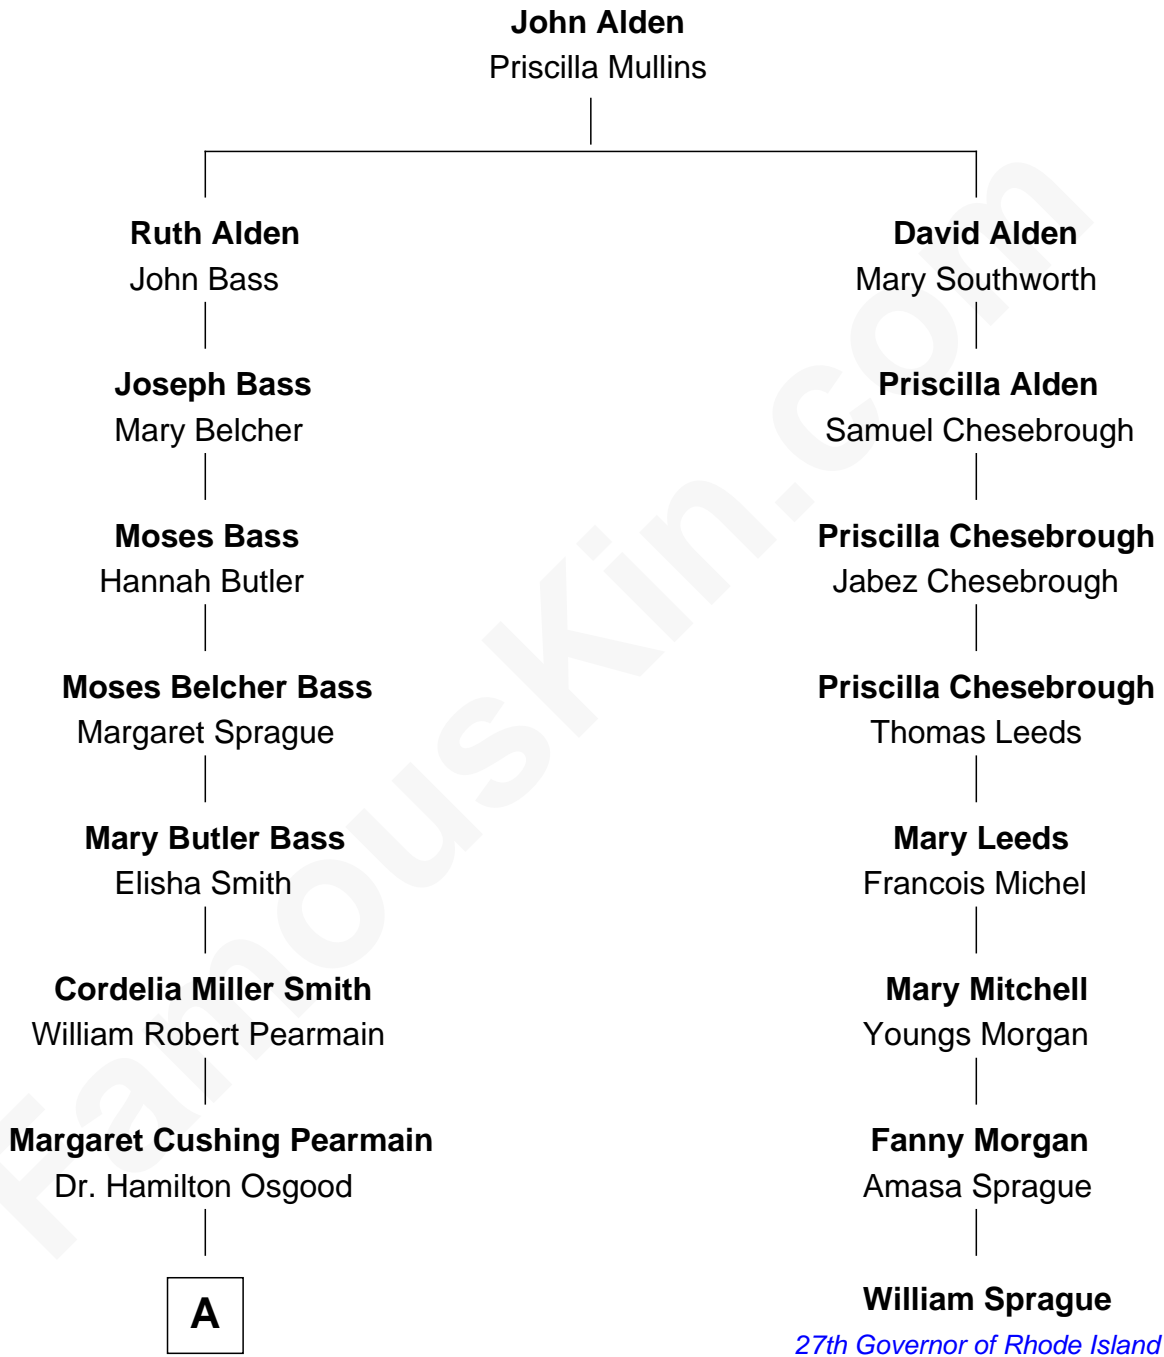 John Alden
Priscilla Mullins
Ruth Alden
John Bass
David Alden
Mary Southworth
Joseph Bass
Mary Belcher
Priscilla Alden
Samuel Chesebrough
Moses Bass
Hannah Butler
Priscilla Chesebrough
Jabez Chesebrough
Moses Belcher Bass
Margaret Sprague
Priscilla Chesebrough
Thomas Leeds
Mary Butler Bass
Elisha Smith
Mary Leeds
Francois Michel
Cordelia Miller Smith
William Robert Pearmain
Mary Mitchell
Youngs Morgan
Margaret Cushing Pearmain
Dr. Hamilton Osgood
Fanny Morgan
Amasa Sprague
A
William Sprague
27th Governor of Rhode Island
FamousKin.com